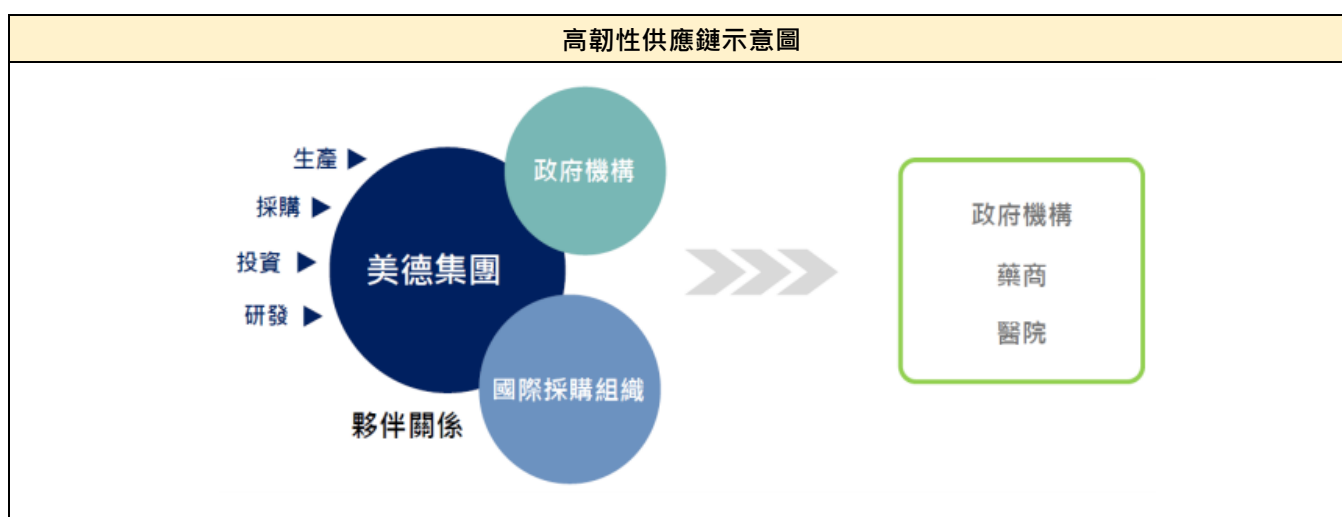 高韌性供應鏈示意圖
生產
採購
投資
研發
美德集團
政府機構
國際採購組織
夥伴關係
政府機構
藥商
醫院